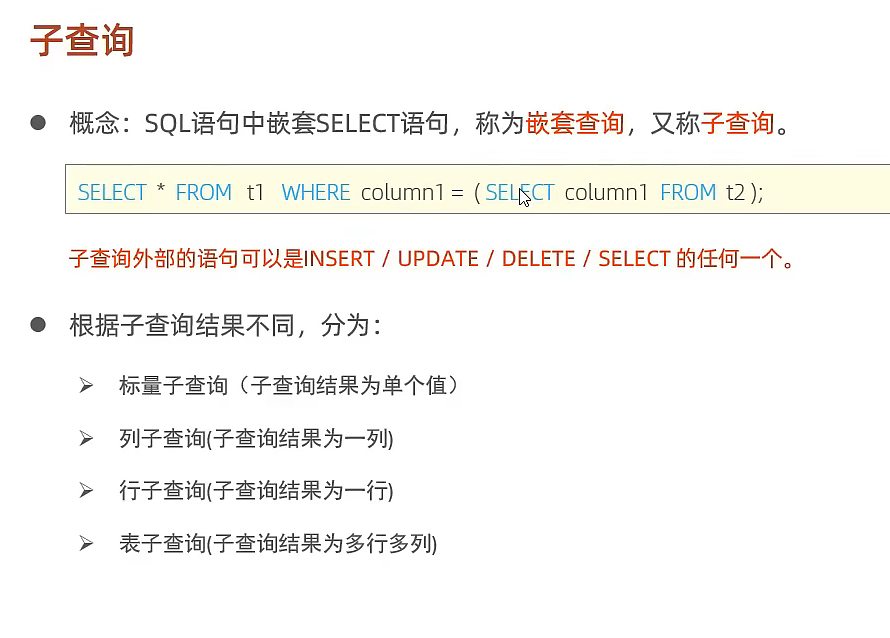 子查询
概念：SQL语句中嵌套SELECT语句，称为嵌套查询，又称子查询。
SELECT * FROM t1 WHERE column1 = ( SELECT column1 FROM t2 );
子查询外部的语句可以是INSERT / UPDATE / DELETE / SELECT 的任何一个。
根据子查询结果不同，分为：
标量子查询（子查询结果为单个值）
列子查询(子查询结果为一列)
行子查询(子查询结果为一行)
表子查询(子查询结果为多行多列)